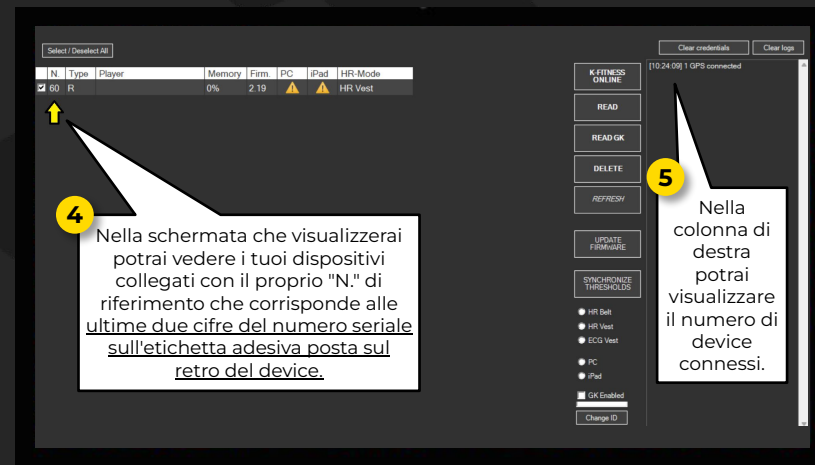 Select / Deselect All
Clear credentials
Clear logs
N. Type Player Memory Firm. PC iPad HR-Mode
60 R 0% 2.19 HR Vest
K-FITNESS
ONLINE
READ
READ GK
DELETE
REFRESH
UPDATE
FIRMWARE
SYNCHRONIZE
THRESHOLDS
HR Belt
HR Vest
ECG Vest
PC
iPad
GK Enabled
Change ID
[10:24:09] 1 GPS connected
4
Nella schermata che visualizzerai
potrai vedere i tuoi dispositivi
collegati con il proprio "N." di
riferimento che corrisponde alle
ultime due cifre del numero seriale
sull'etichetta adesiva posta sul
retro del device.
5
Nella
colonna di
destra
potrai
visualizzare
il numero di
device
connessi.